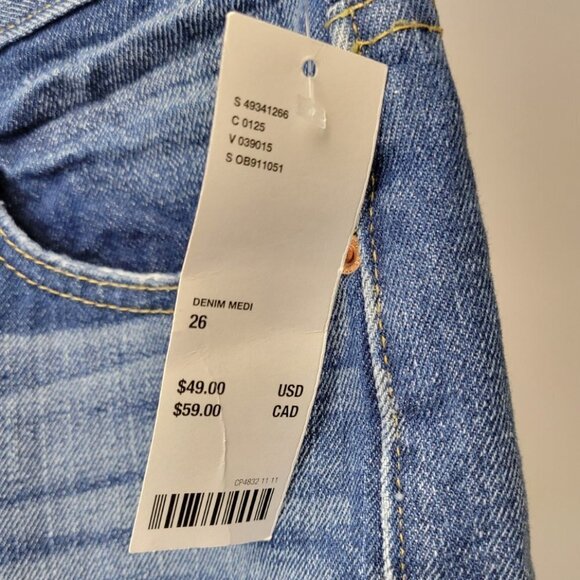 S 49341266
C 0125
V 039015
S OB911051
DENIM MEDI
26
$49.00 USD
$59.00 CAD
CP4832 11 11